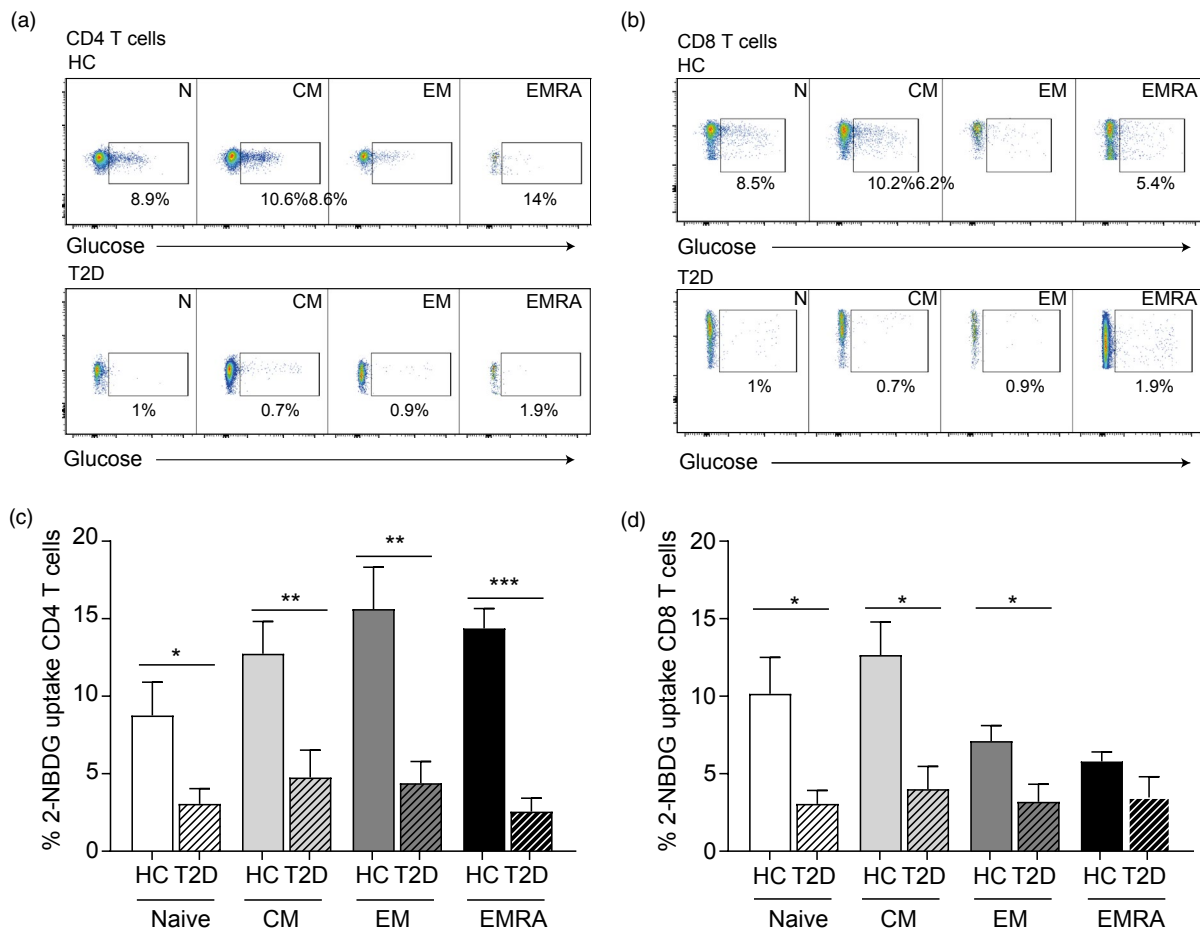 (a)
CD4 T cells
HC
N CM EM EMRA
8.9% 10.6%8.6% 14%
Glucose
T2D
N CM EM EMRA
1% 0.7% 0.9% 1.9%
Glucose
(b)
CD8 T cells
HC
N CM EM EMRA
8.5% 10.2%6.2% 5.4%
Glucose
T2D
N CM EM EMRA
1% 0.7% 0.9% 1.9%
Glucose
(c)
% 2-NBDG uptake CD4 T cells
20
15
10
5
0
* ** ** ***
HC T2D HC T2D HC T2D HC T2D
Naive CM EM EMRA
(d)
% 2-NBDG uptake CD8 T cells
20
15
10
5
0
* * *
HC T2D HC T2D HC T2D HC T2D
Naive CM EM EMRA